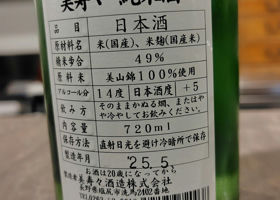 美寿々 純米吟
日本酒
原材料名 米(国産)、米麹(国産米)
精米歩合 49%
原料米 美山錦100%使用
アルコール分 14度 日本酒度 +5
飲み方 そのままかぬる燗、またはや
や冷やしてお飲みください。
内容量 720ml
保存方法 直射日光を避け冷暗所で保存
製造年月 '25.5.
お酒は20歳になってから
美寿々酒造株式会社
長野県塩尻市洗馬2402番地